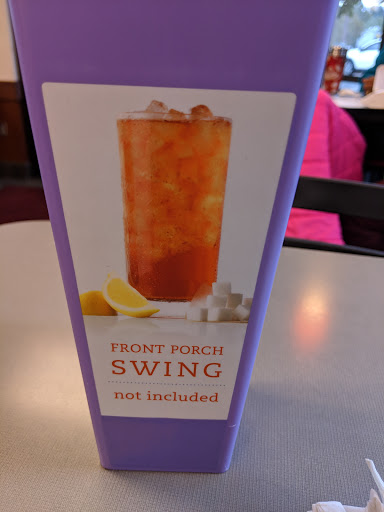 FRONT PORCH
SWING
not included